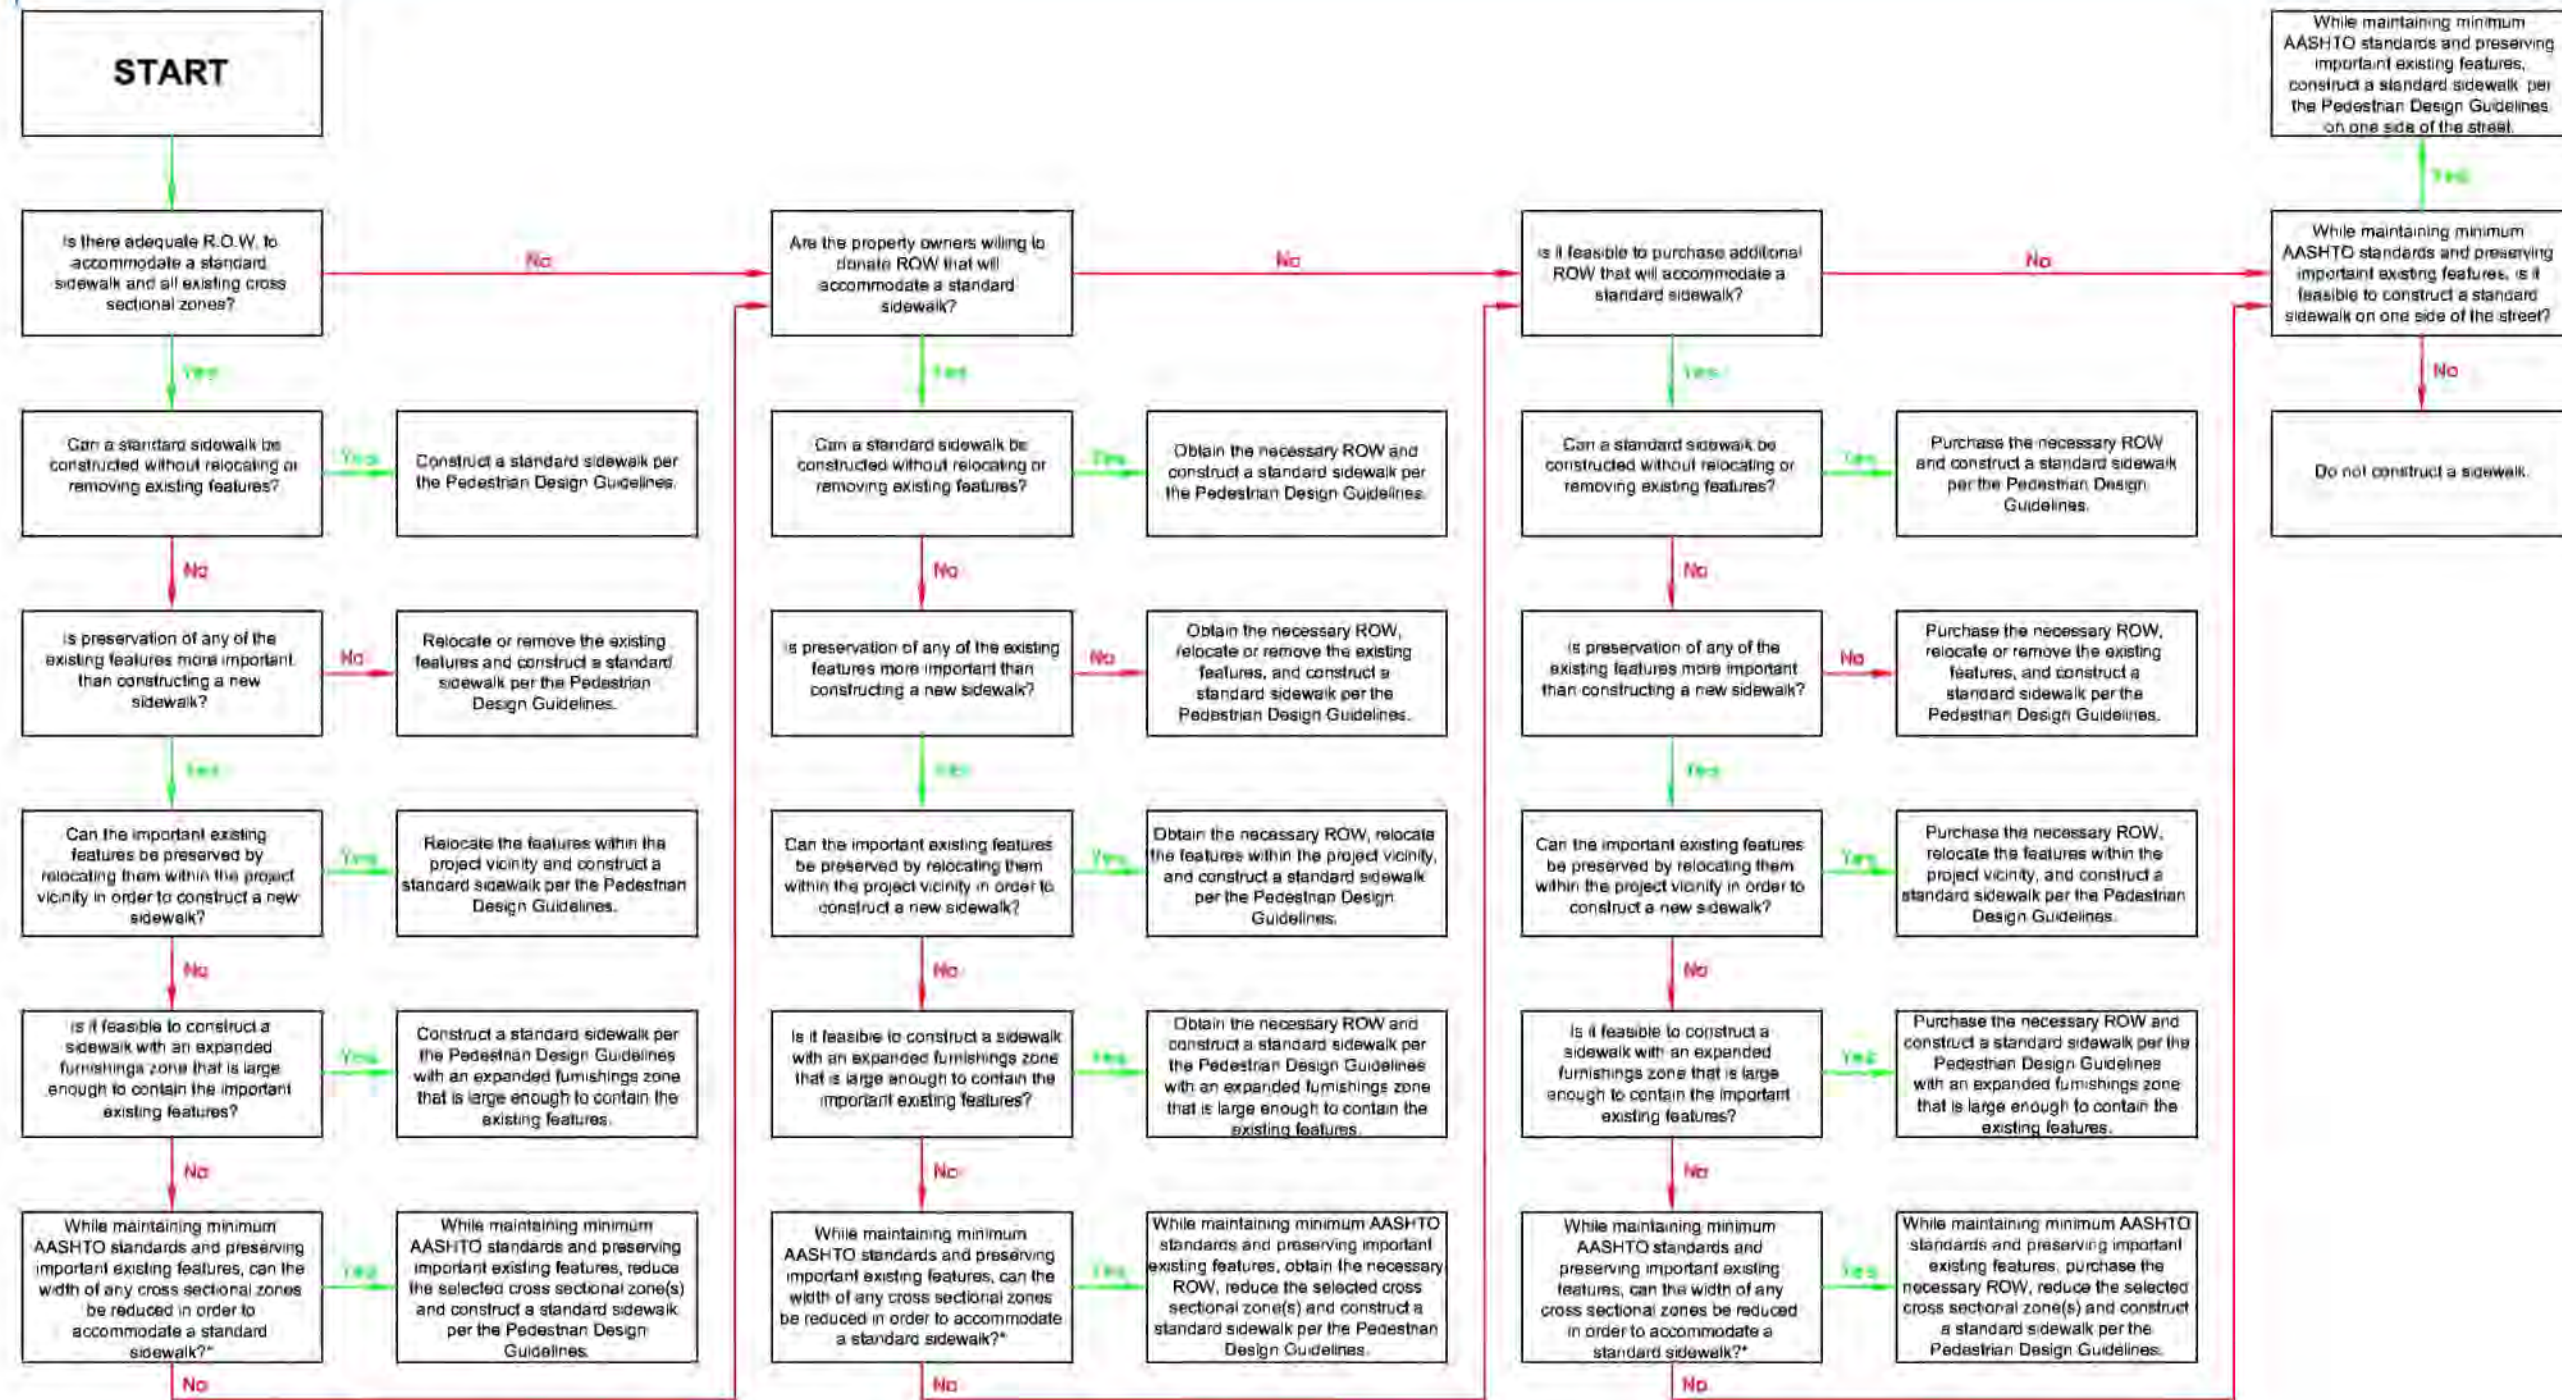 START
Is there adequate R.O.W. to
accommodate a standard
sidewalk and all existing cross
sectional zones?
No
Yes
Can a standard sidewalk be
constructed without relocating or
removing existing features?
Yes
Construct a standard sidewalk per
the Pedestrian Design Guidelines.
No
Is preservation of any of the
existing features more important
than constructing a new
sidewalk?
No
Relocate or remove the existing
features and construct a standard
sidewalk per the Pedestrian
Design Guidelines.
Yes
Can the important existing
features be preserved by
relocating them within the project
vicinity in order to construct a new
sidewalk?
Yes
Relocate the features within the
project vicinity and construct a
standard sidewalk per the Pedestrian
Design Guidelines.
No
Is it feasible to construct a
sidewalk with an expanded
furnishings zone that is large
enough to contain the important
existing features?
Yes
Construct a standard sidewalk per
the Pedestrian Design Guidelines
with an expanded furnishings zone
that is large enough to contain the
existing features.
No
While maintaining minimum
AASHTO standards and preserving
important existing features, can the
width of any cross sectional zones
be reduced in order to
accommodate a standard
sidewalk?*
Yes
While maintaining minimum
AASHTO standards and preserving
important existing features, reduce
the selected cross sectional zone(s)
and construct a standard sidewalk
per the Pedestrian Design
Guidelines.
No
Are the property owners willing to
donate ROW that will
accommodate a standard
sidewalk?
No
Yes
Can a standard sidewalk be
constructed without relocating or
removing existing features?
Yes
Obtain the necessary ROW and
construct a standard sidewalk per
the Pedestrian Design Guidelines.
No
Is preservation of any of the existing
features more important than
constructing a new sidewalk?
No
Obtain the necessary ROW,
relocate or remove the existing
features, and construct a
standard sidewalk per the
Pedestrian Design Guidelines.
Yes
Can the important existing features
be preserved by relocating them
within the project vicinity in order to
construct a new sidewalk?
Yes
Obtain the necessary ROW, relocate
the features within the project vicinity,
and construct a standard sidewalk
per the Pedestrian Design
Guidelines.
No
Is it feasible to construct a sidewalk
with an expanded furnishings zone
that is large enough to contain the
important existing features?
Yes
Obtain the necessary ROW and
construct a standard sidewalk per
the Pedestrian Design Guidelines
with an expanded furnishings zone
that is large enough to contain the
existing features.
No
While maintaining minimum
AASHTO standards and preserving
important existing features, can the
width of any cross sectional zones
be reduced in order to accommodate
a standard sidewalk?*
Yes
While maintaining minimum AASHTO
standards and preserving important
existing features, obtain the necessary
ROW, reduce the selected cross
sectional zone(s) and construct a
standard sidewalk per the Pedestrian
Design Guidelines.
No
Is it feasible to purchase additional
ROW that will accommodate a
standard sidewalk?
No
Yes
Can a standard sidewalk be
constructed without relocating or
removing existing features?
Yes
Purchase the necessary ROW
and construct a standard sidewalk
per the Pedestrian Design
Guidelines.
No
Is preservation of any of the
existing features more important
than constructing a new sidewalk?
No
Purchase the necessary ROW,
relocate or remove the existing
features, and construct a
standard sidewalk per the
Pedestrian Design Guidelines.
Yes
Can the important existing features
be preserved by relocating them
within the project vicinity in order to
construct a new sidewalk?
Yes
Purchase the necessary ROW,
relocate the features within the
project vicinity, and construct a
standard sidewalk per the Pedestrian
Design Guidelines.
No
Is it feasible to construct a
sidewalk with an expanded
furnishings zone that is large
enough to contain the important
existing features?
Yes
Purchase the necessary ROW and
construct a standard sidewalk per the
Pedestrian Design Guidelines
with an expanded furnishings zone
that is large enough to contain the
existing features.
No
While maintaining minimum
AASHTO standards and
preserving important existing
features, can the width of any
cross sectional zones be reduced
in order to accommodate a
standard sidewalk?*
Yes
While maintaining minimum AASHTO
standards and preserving important
existing features, purchase the
necessary ROW, reduce the selected
cross sectional zone(s) and construct
a standard sidewalk per the
Pedestrian Design Guidelines.
No
While maintaining minimum
AASHTO standards and preserving
importaint existing features,
construct a standard sidewalk per
the Pedestrian Design Guidelines
on one side of the street.
Yes
While maintaining minimum
AASHTO standards and preserving
importaint existing features, is it
feasible to construct a standard
sidewalk on one side of the street?
No
Do not construct a sidewalk.